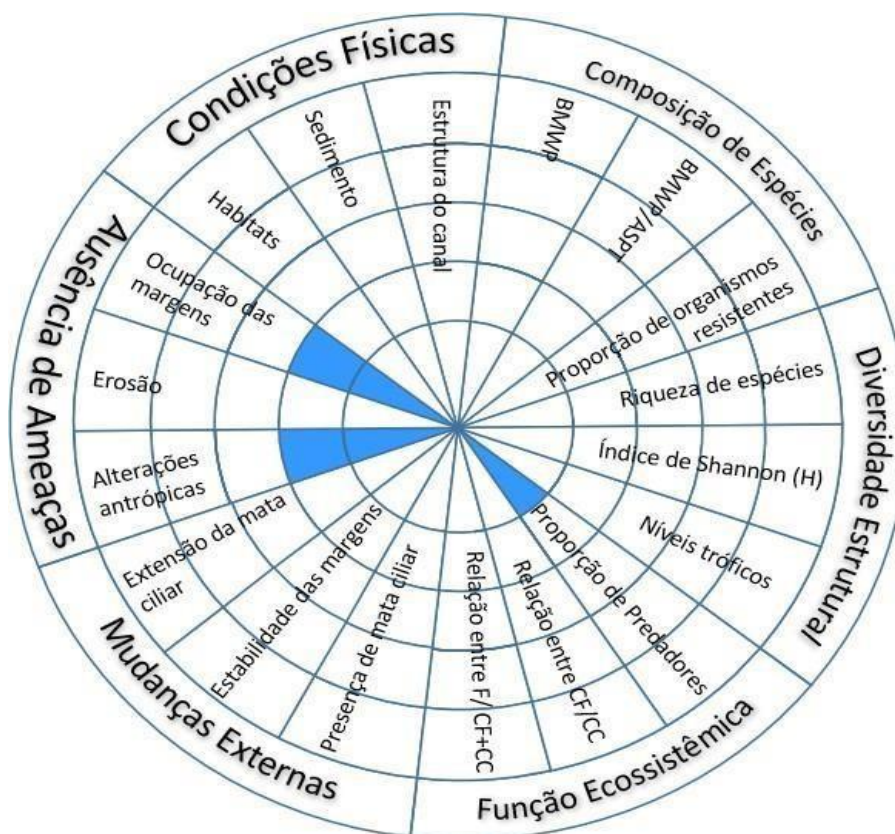 Condições Físicas
Composição de Espécies
Diversidade Estrutural
Função Ecossistêmica
Mudanças Externas
Ausência de Ameaças
Habitats
Sedimento
Estrutura do canal
BMWP
BMWP/ASPT
Proporção de organismos
resistentes
Riqueza de espécies
Índice de Shannon (H)
Níveis tróficos
Proporção de Predadores
Relação entre CF/CC
Relação entre F/ CF+CC
Presença de mata ciliar
Estabilidade das margens
Extensão da mata
ciliar
Alterações
antrópicas
Erosão
Ocupação das
margens